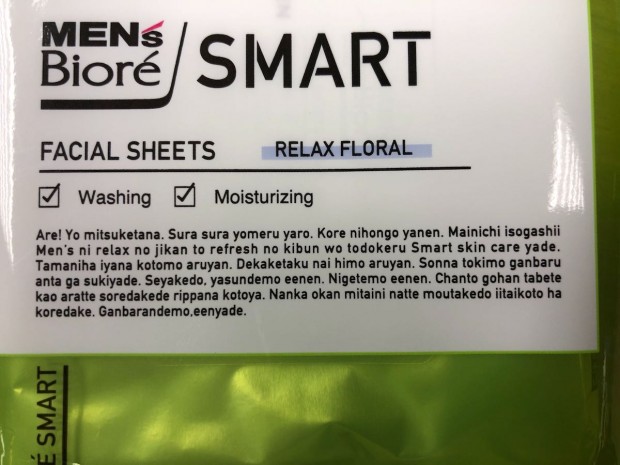 MEN's
Bioré
SMART
FACIAL SHEETS RELAX FLORAL
Washing Moisturizing
Are! Yo mitsuketana. Sura sura yomeru yaro. Kore nihongo yanen. Mainichi isogashii
Men's ni relax no jikan to refresh no kibun wo todokeru Smart skin care yade.
Tamaniha iyana kotomo aruyan. Dekaketaku nai himo aruyan. Sonna tokimo ganbaru
anta ga sukiyade. Seyakedo, yasundemo eenen. Nigetemo eenen. Chanto gohan tabete
kao aratte soredakede rippana kotoya. Nanka okan mitaini natte moutakedo iitaikoto ha
koredake. Ganbarandemo,eenyade.
É SMART